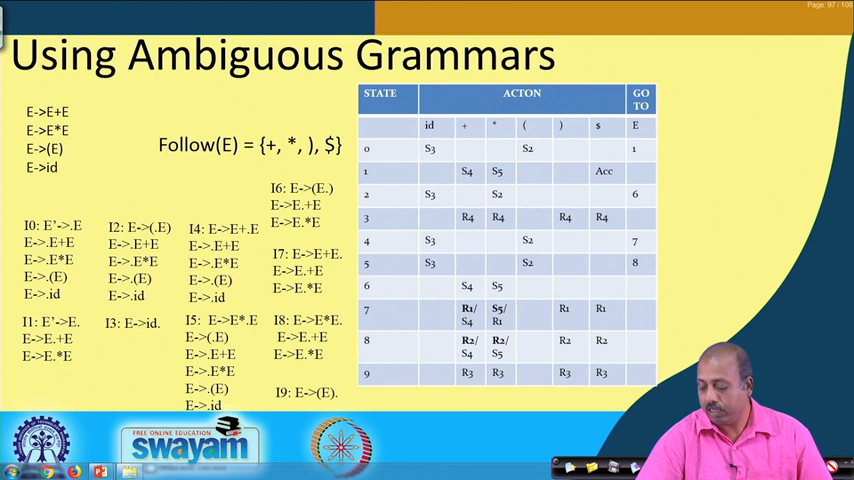 Page: 97 / 108
Using Ambiguous Grammars
E->E+E
E->E*E
E->(E)
E->id
Follow(E) = {+, *, ), $}
I0: E’->.E
E->.E+E
E->.E*E
E->.(E)
E->.id
I1: E’->E.
E->E.+E
E->E.*E
I2: E->(.E)
E->.E+E
E->.E*E
E->.(E)
E->.id
I3: E->id.
I4: E->E+.E
E->.E+E
E->.E*E
E->.(E)
E->.id
I5: E->E*.E
E->(.E)
E->.E+E
E->.E*E
E->.(E)
E->.id
I6: E->(E.)
E->E.+E
E->E.*E
I7: E->E+E.
E->E.+E
E->E.*E
I8: E->E*E.
E->E.+E
E->E.*E
I9: E->(E).
STATE ACTON GO TO
id + * ( ) $ E
0 S3 S2 1
1 S4 S5 Acc
2 S3 S2 6
3 R4 R4 R4 R4
4 S3 S2 7
5 S3 S2 8
6 S4 S5
7 R1/ S4 S5/ R1 R1 R1
8 R2/ S4 R2/ S5 R2 R2
9 R3 R3 R3 R3
FREE ONLINE EDUCATION
swayam